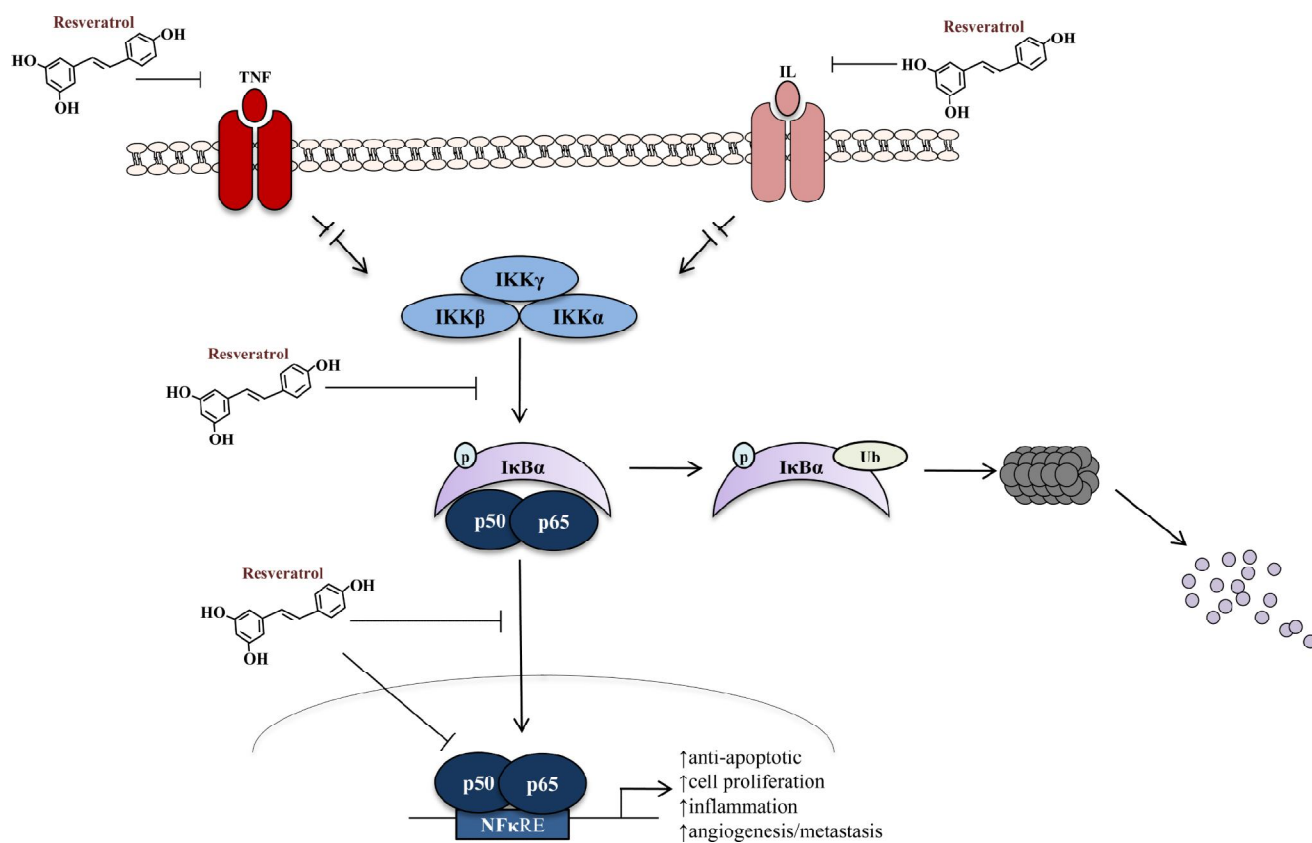 Resveratrol
OH
HO
OH
TNF
IL
Resveratrol
OH
HO
OH
IKKγ
IKKβ
IKKα
Resveratrol
OH
HO
OH
p
IκBα
p50
p65
p
IκBα
Ub
Resveratrol
OH
HO
OH
p50
p65
NFκRE
↑anti-apoptotic
↑cell proliferation
↑inflammation
↑angiogenesis/metastasis